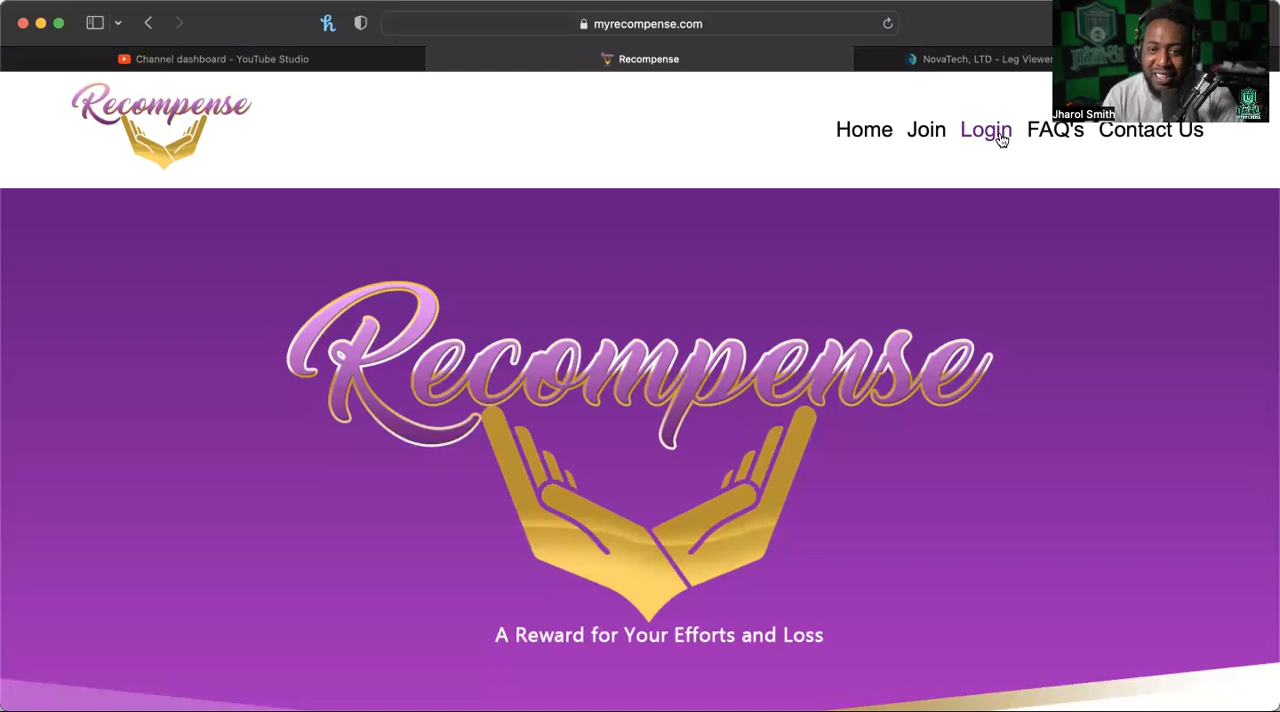 myrecompense.com
Channel dashboard - YouTube Studio
Recompense
NovaTech, LTD - Leg Viewer
Jharol Smith
Recompense
Home Join Login FAQ's Contact Us
Recompense
A Reward for Your Efforts and Loss